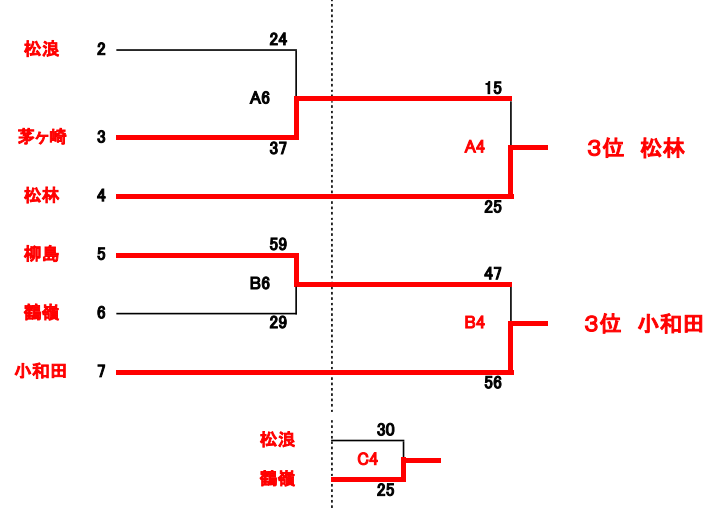 松浪 2 24
A6 15
茅ヶ崎 3 37
A4 3位 松林
松林 4 25
柳島 5 59
B6 47
鶴嶺 6 29
B4 3位 小和田
小和田 7 56
松浪 30
C4
鶴嶺 25